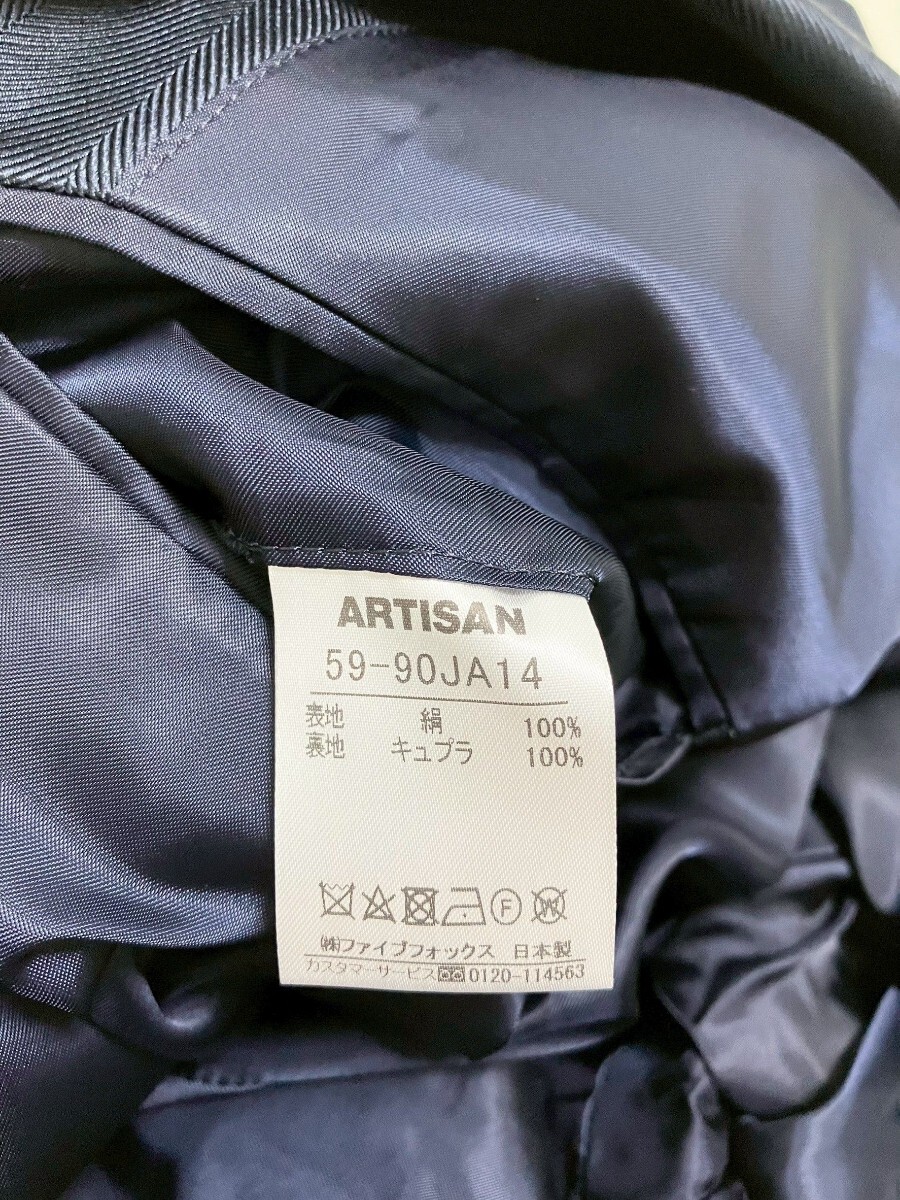 ARTISAN
59-90JA14
表地 絹 100%
裏地 キュプラ 100%
F W
㈱ファイブフォックス 日本製
カスタマーサービス 0120-114563